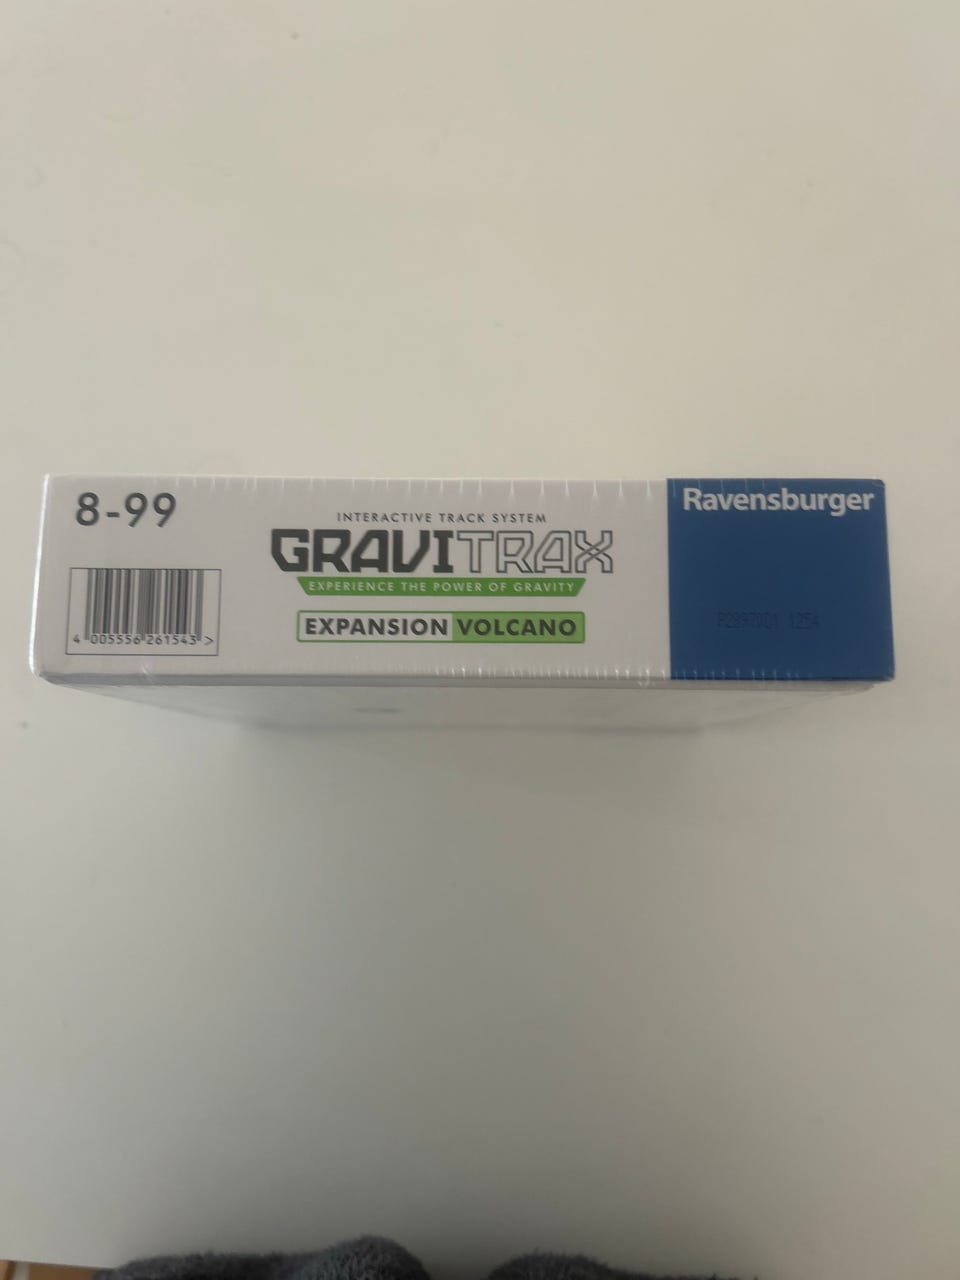 8-99
4 005556 261543 >
INTERACTIVE TRACK SYSTEM
GRAVITRAX
EXPERIENCE THE POWER OF GRAVITY
EXPANSION VOLCANO
Ravensburger